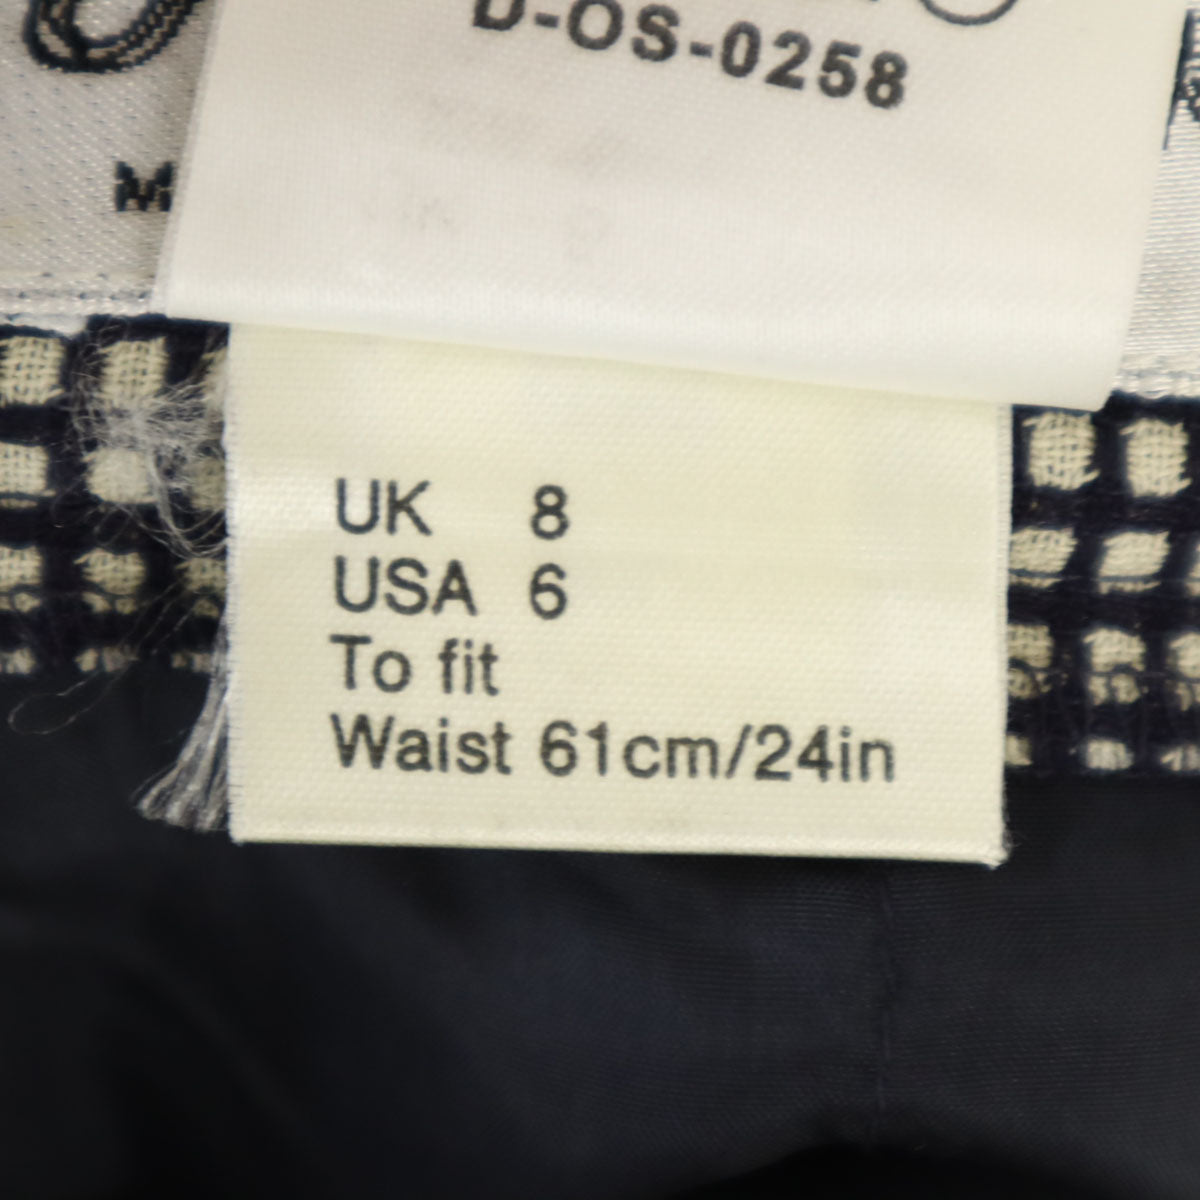 D-OS-0258
M
UK 8
USA 6
To fit
Waist 61cm/24in